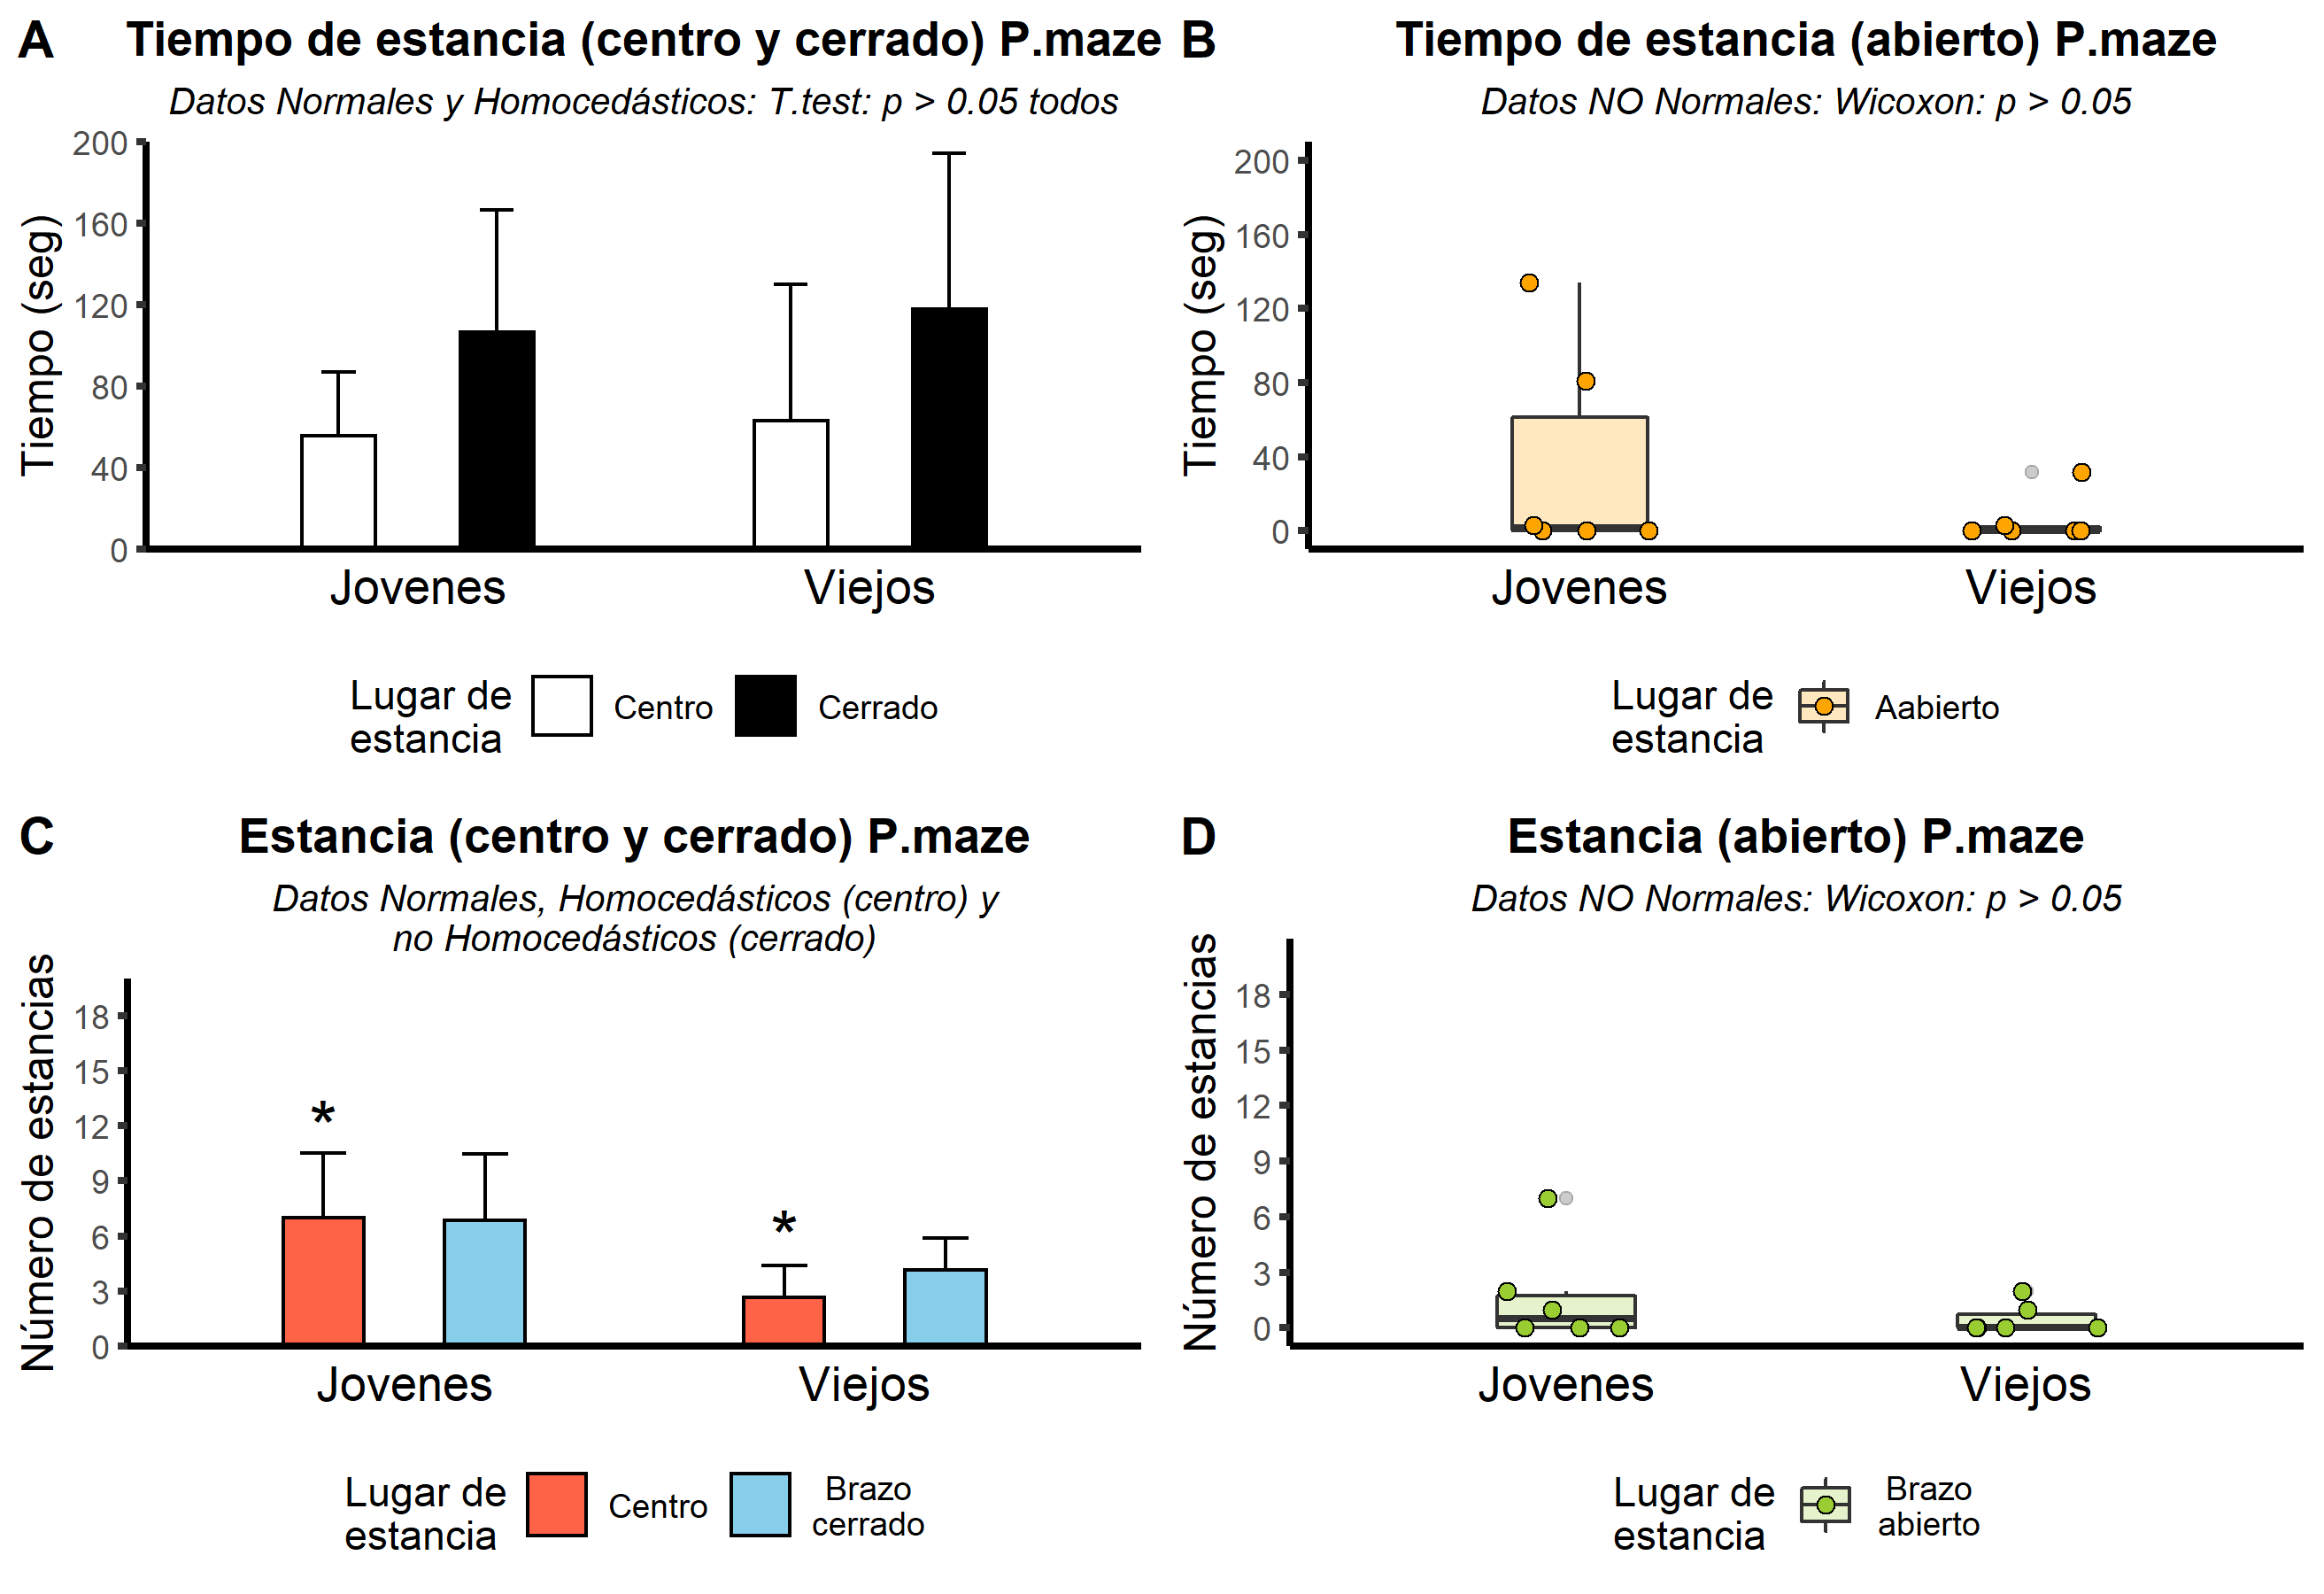 A
Tiempo de estancia (centro y cerrado) P.maze
Datos Normales y Homocedásticos: T.test: p > 0.05 todos
Tiempo (seg)
200
160
120
80
40
0
Jovenes
Viejos
Lugar de
estancia
Centro
Cerrado
B
Tiempo de estancia (abierto) P.maze
Datos NO Normales: Wicoxon: p > 0.05
Tiempo (seg)
200
160
120
80
40
0
Jovenes
Viejos
Lugar de
estancia
Aabierto
C
Estancia (centro y cerrado) P.maze
Datos Normales, Homocedásticos (centro) y
no Homocedásticos (cerrado)
Número de estancias
18
15
12
9
6
3
0
*
*
Jovenes
Viejos
Lugar de
estancia
Centro
Brazo
cerrado
D
Estancia (abierto) P.maze
Datos NO Normales: Wicoxon: p > 0.05
Número de estancias
18
15
12
9
6
3
0
Jovenes
Viejos
Lugar de
estancia
Brazo
abierto